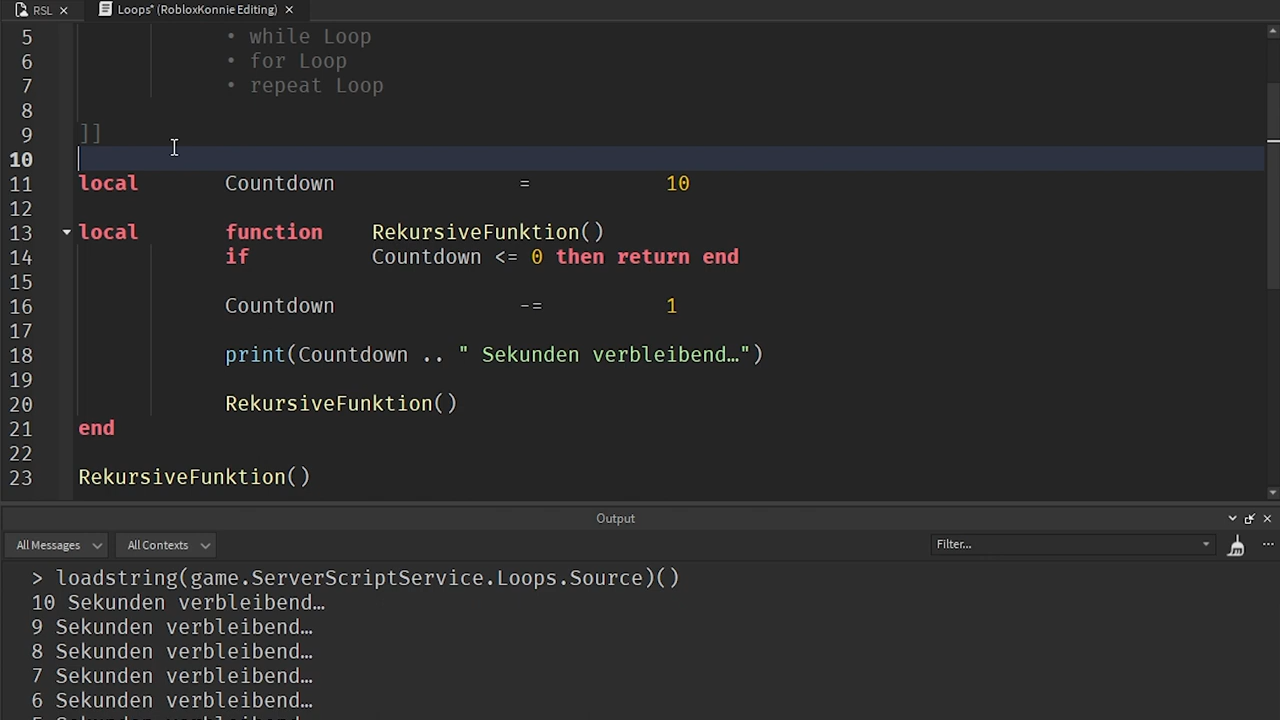 RSL ×
Loops* (RobloxKonnie Editing) ×
5 • while Loop
6 • for Loop
7 • repeat Loop
8
9 ]]
10
11 local Countdown = 10
12
13 local function RekursiveFunktion()
14 if Countdown <= 0 then return end
15
16 Countdown -= 1
17
18 print(Countdown .. " Sekunden verbleibend…")
19
20 RekursiveFunktion()
21 end
22
23 RekursiveFunktion()
Output
All Messages All Contexts Filter...
> loadstring(game.ServerScriptService.Loops.Source)()
10 Sekunden verbleibend…
9 Sekunden verbleibend…
8 Sekunden verbleibend…
7 Sekunden verbleibend…
6 Sekunden verbleibend…